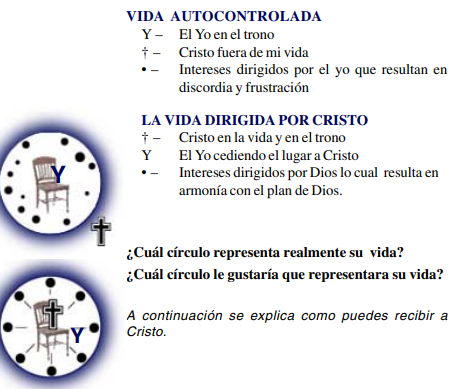 VIDA AUTOCONTROLADA
Y – El Yo en el trono
† – Cristo fuera de mi vida
• – Intereses dirigidos por el yo que resultan en
discordia y frustración
LA VIDA DIRIGIDA POR CRISTO
† – Cristo en la vida y en el trono
Y El Yo cediendo el lugar a Cristo
• – Intereses dirigidos por Dios lo cual resulta en
armonía con el plan de Dios.
Y
¿Cuál círculo representa realmente su vida?
¿Cuál círculo le gustaría que representara su vida?
Y
A continuación se explica como puedes recibir a
Cristo.